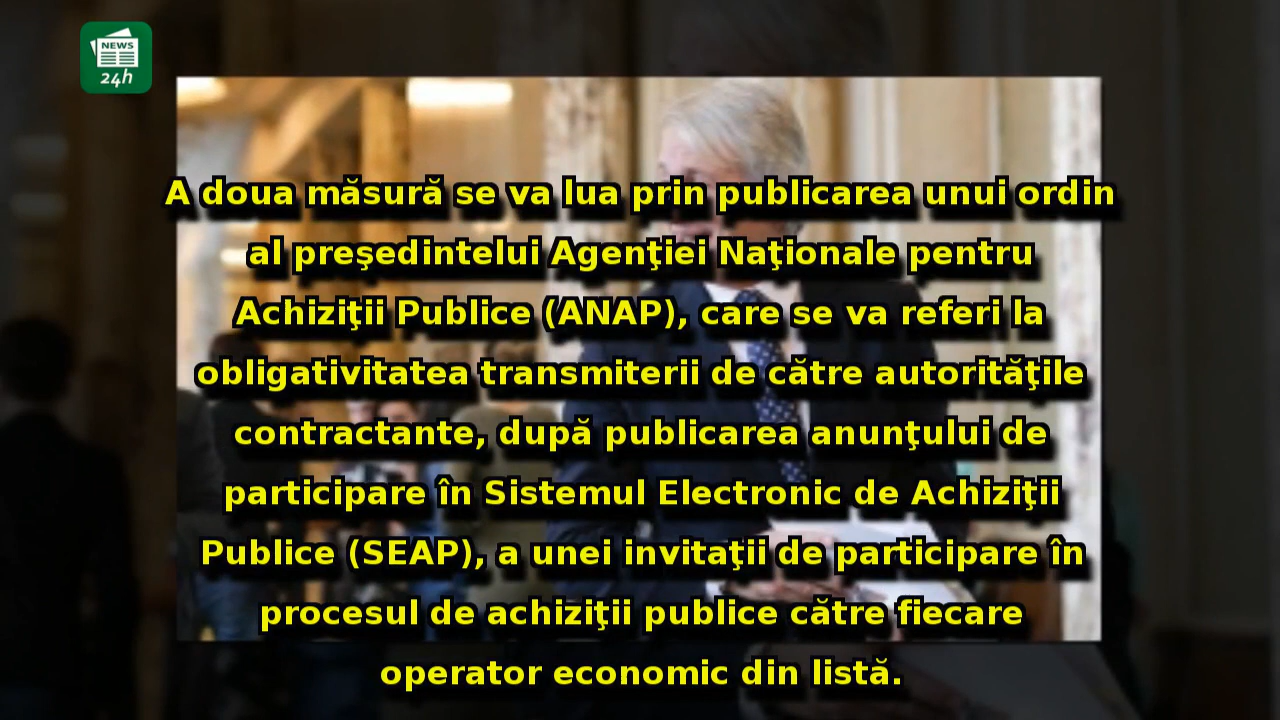 NEWS
24h
A doua măsură se va lua prin publicarea unui ordin
al preşedintelui Agenţiei Naţionale pentru
Achiziţii Publice (ANAP), care se va referi la
obligativitatea transmiterii de către autorităţile
contractante, după publicarea anunţului de
participare în Sistemul Electronic de Achiziţii
Publice (SEAP), a unei invitaţii de participare în
procesul de achiziţii publice către fiecare
operator economic din listă.